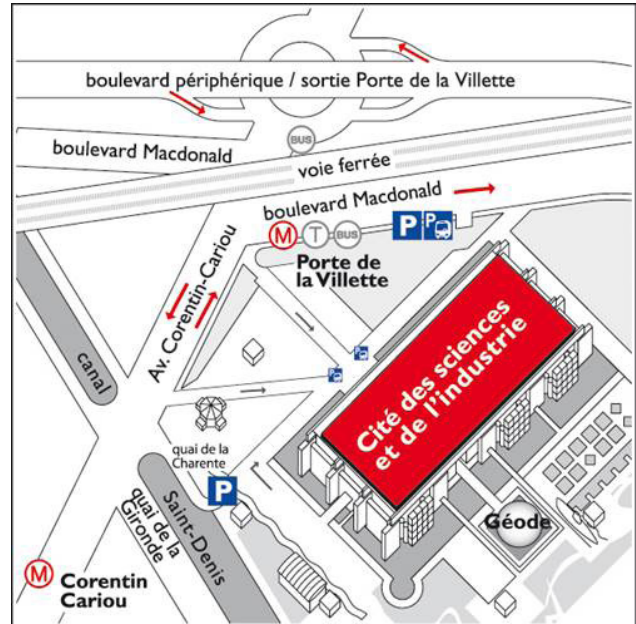 boulevard périphérique / sortie Porte de la Villette
BUS
boulevard Macdonald
voie ferrée
boulevard Macdonald
M
T
BUS
P
P
Porte de
la Villette
Av. Corentin-Cariou
canal
Cité des sciences
et de l'industrie
quai de la
Charente
P
Saint-Denis
quai de la
Gironde
Géode
M
Corentin
Cariou